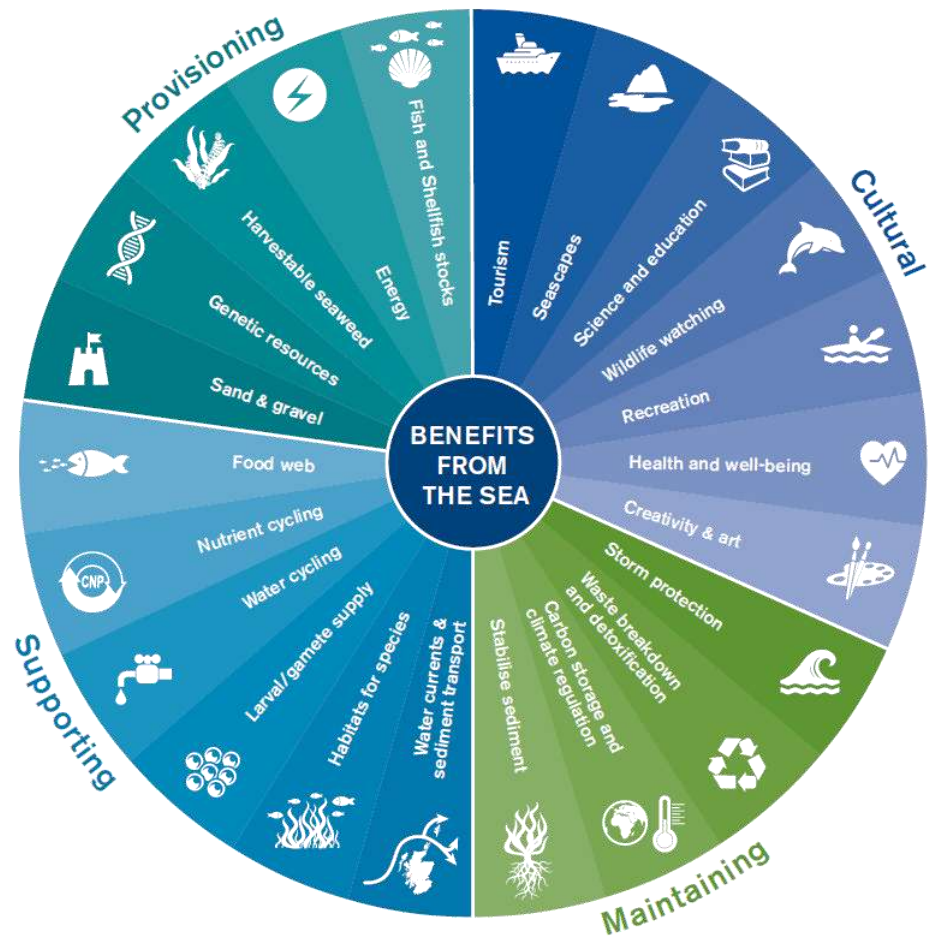 BENEFITS
FROM
THE SEA
Provisioning
Fish and Shellfish stocks
Energy
Harvestable seaweed
Genetic resources
Sand & gravel
Cultural
Tourism
Seascapes
Science and education
Wildlife watching
Recreation
Health and well-being
Creativity & art
Maintaining
Storm protection
Waste breakdown
and detoxification
Carbon storage and
climate regulation
Stabilise sediment
Supporting
Water currents &
sediment transport
Habitats for species
Larval/gamete supply
Water cycling
Nutrient cycling
CNP
Food web